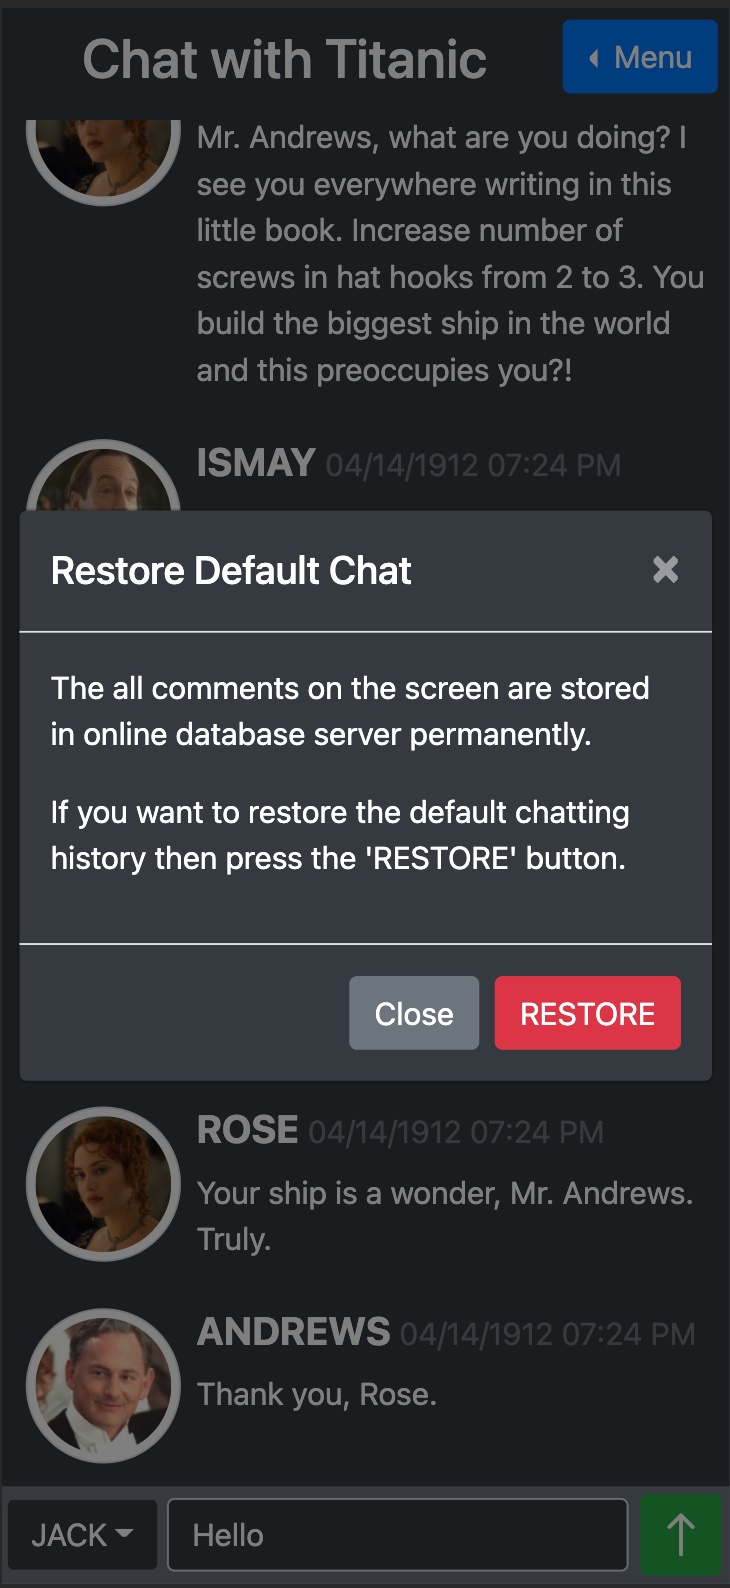 Chat with Titanic
Menu
Mr. Andrews, what are you doing? I
see you everywhere writing in this
little book. Increase number of
screws in hat hooks from 2 to 3. You
build the biggest ship in the world
and this preoccupies you?!
ISMAY 04/14/1912 07:24 PM
Restore Default Chat
The all comments on the screen are stored
in online database server permanently.
If you want to restore the default chatting
history then press the 'RESTORE' button.
Close RESTORE
ROSE 04/14/1912 07:24 PM
Your ship is a wonder, Mr. Andrews.
Truly.
ANDREWS 04/14/1912 07:24 PM
Thank you, Rose.
JACK Hello